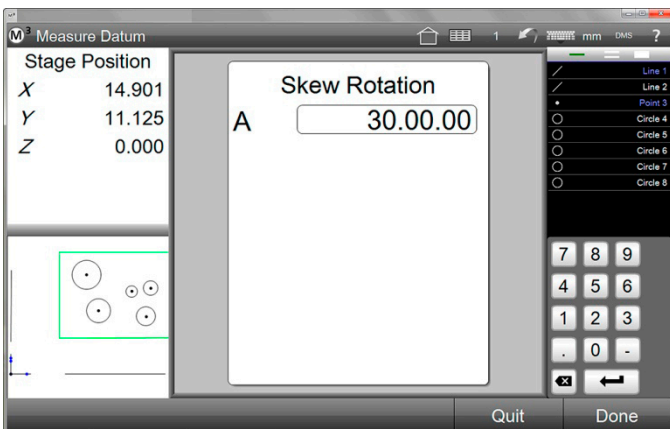 M³ Measure Datum
1
mm
DMS
?
Stage Position
X 14.901
Y 11.125
Z 0.000
Skew Rotation
A 30.00.00
Line 1
Line 2
Point 3
Circle 4
Circle 5
Circle 6
Circle 7
Circle 8
7 8 9
4 5 6
1 2 3
. 0 -
Quit
Done